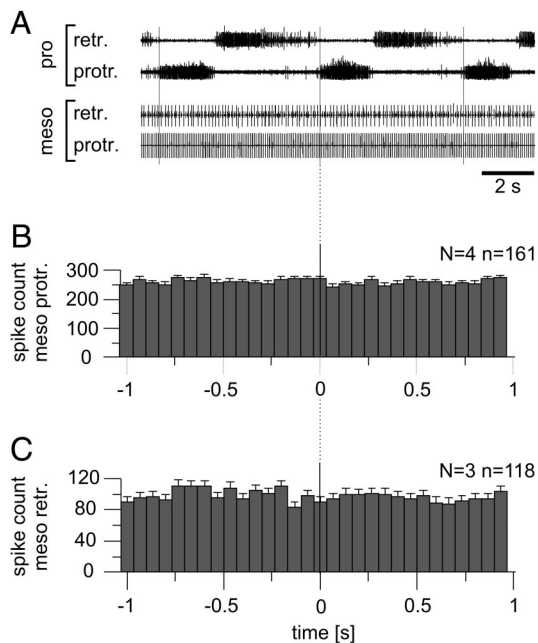 A
pro
retr.
protr.
meso
retr.
protr.
2 s
B
N=4 n=161
spike count
meso protr.
300
200
100
0
-1 -0.5 0 0.5 1
C
N=3 n=118
spike count
meso retr.
120
80
40
0
-1 -0.5 0 0.5 1
time [s]